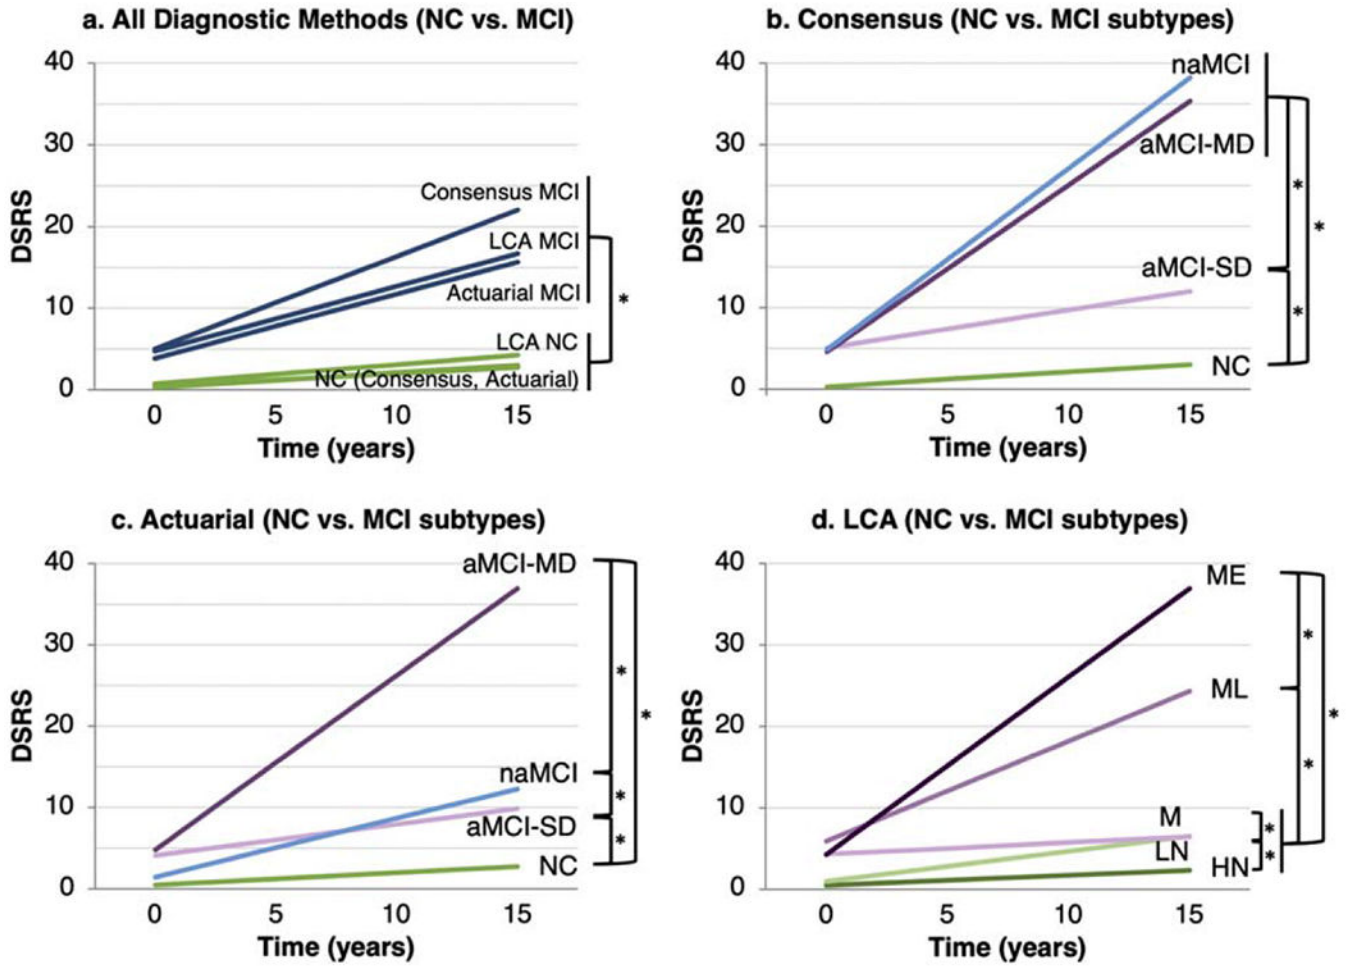 a. All Diagnostic Methods (NC vs. MCI)
40
30
20
10
0
DSRS
Consensus MCI
LCA MCI
Actuarial MCI
*
LCA NC
NC (Consensus, Actuarial)
0 5 10 15
Time (years)
b. Consensus (NC vs. MCI subtypes)
40
30
20
10
0
DSRS
naMCI
aMCI-MD
*
*
aMCI-SD
*
NC
0 5 10 15
Time (years)
c. Actuarial (NC vs. MCI subtypes)
40
30
20
10
0
DSRS
aMCI-MD
*
*
naMCI
*
aMCI-SD
*
NC
0 5 10 15
Time (years)
d. LCA (NC vs. MCI subtypes)
40
30
20
10
0
DSRS
ME
*
ML
*
*
M
*
LN
*
HN
0 5 10 15
Time (years)